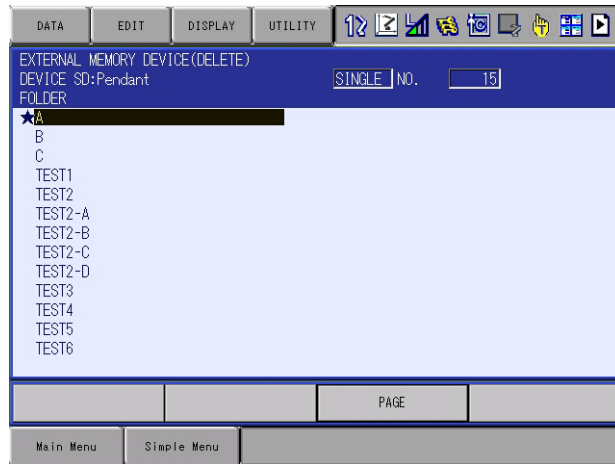 DATA EDIT DISPLAY UTILITY 12
EXTERNAL MEMORY DEVICE(DELETE)
DEVICE SD:Pendant SINGLE NO. 15
FOLDER
★A
B
C
TEST1
TEST2
TEST2-A
TEST2-B
TEST2-C
TEST2-D
TEST3
TEST4
TEST5
TEST6
PAGE
Main Menu Simple Menu